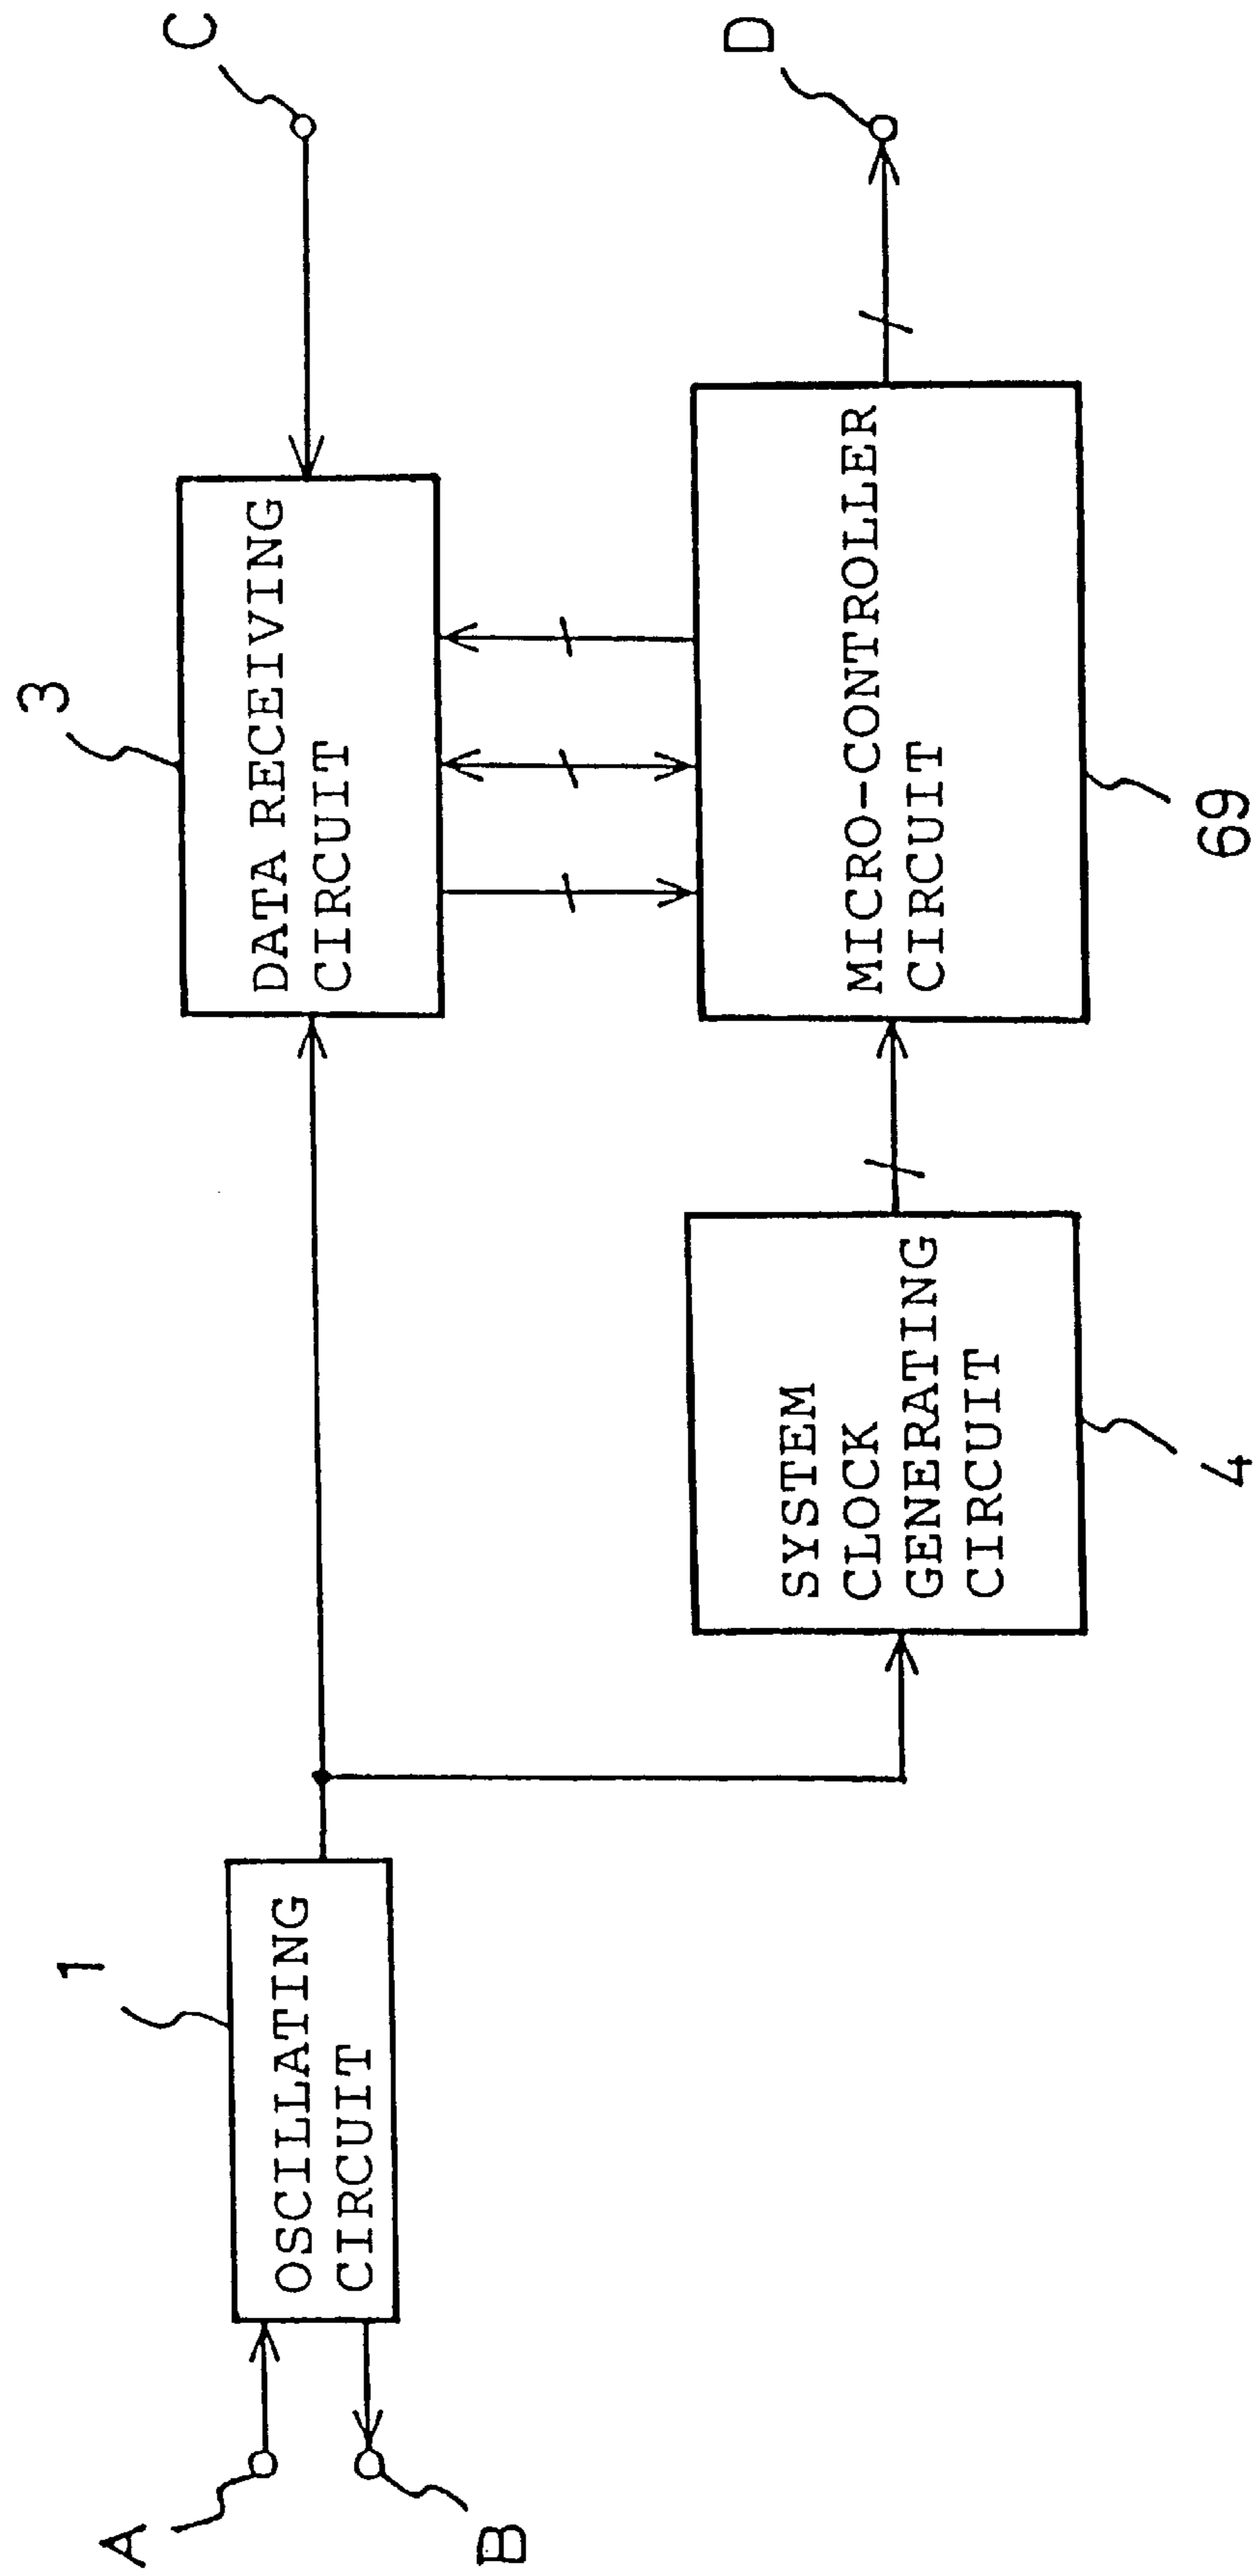 A
B
1
OSCILLATING
CIRCUIT
3
DATA RECEIVING
CIRCUIT
C
SYSTEM
CLOCK
GENERATING
CIRCUIT
4
MICRO-CONTROLLER
CIRCUIT
69
D